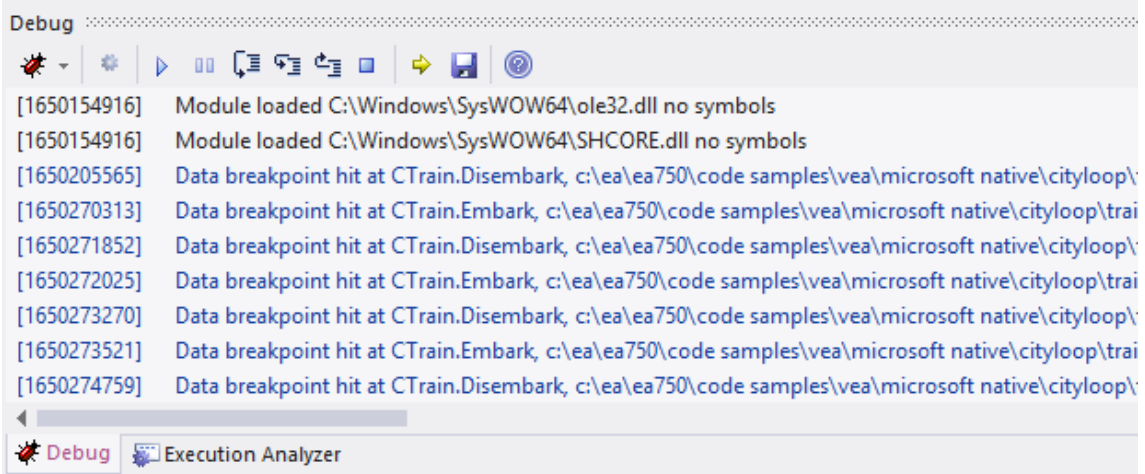 Debug
[1650154916] Module loaded C:\Windows\SysWOW64\ole32.dll no symbols
[1650154916] Module loaded C:\Windows\SysWOW64\SHCORE.dll no symbols
[1650205565] Data breakpoint hit at CTrain.Disembark, c:\ea\ea750\code samples\vea\microsoft native\cityloop\
[1650270313] Data breakpoint hit at CTrain.Embark, c:\ea\ea750\code samples\vea\microsoft native\cityloop\trai
[1650271852] Data breakpoint hit at CTrain.Disembark, c:\ea\ea750\code samples\vea\microsoft native\cityloop\
[1650272025] Data breakpoint hit at CTrain.Embark, c:\ea\ea750\code samples\vea\microsoft native\cityloop\trai
[1650273270] Data breakpoint hit at CTrain.Disembark, c:\ea\ea750\code samples\vea\microsoft native\cityloop\
[1650273521] Data breakpoint hit at CTrain.Embark, c:\ea\ea750\code samples\vea\microsoft native\cityloop\trai
[1650274759] Data breakpoint hit at CTrain.Disembark, c:\ea\ea750\code samples\vea\microsoft native\cityloop\
Debug Execution Analyzer